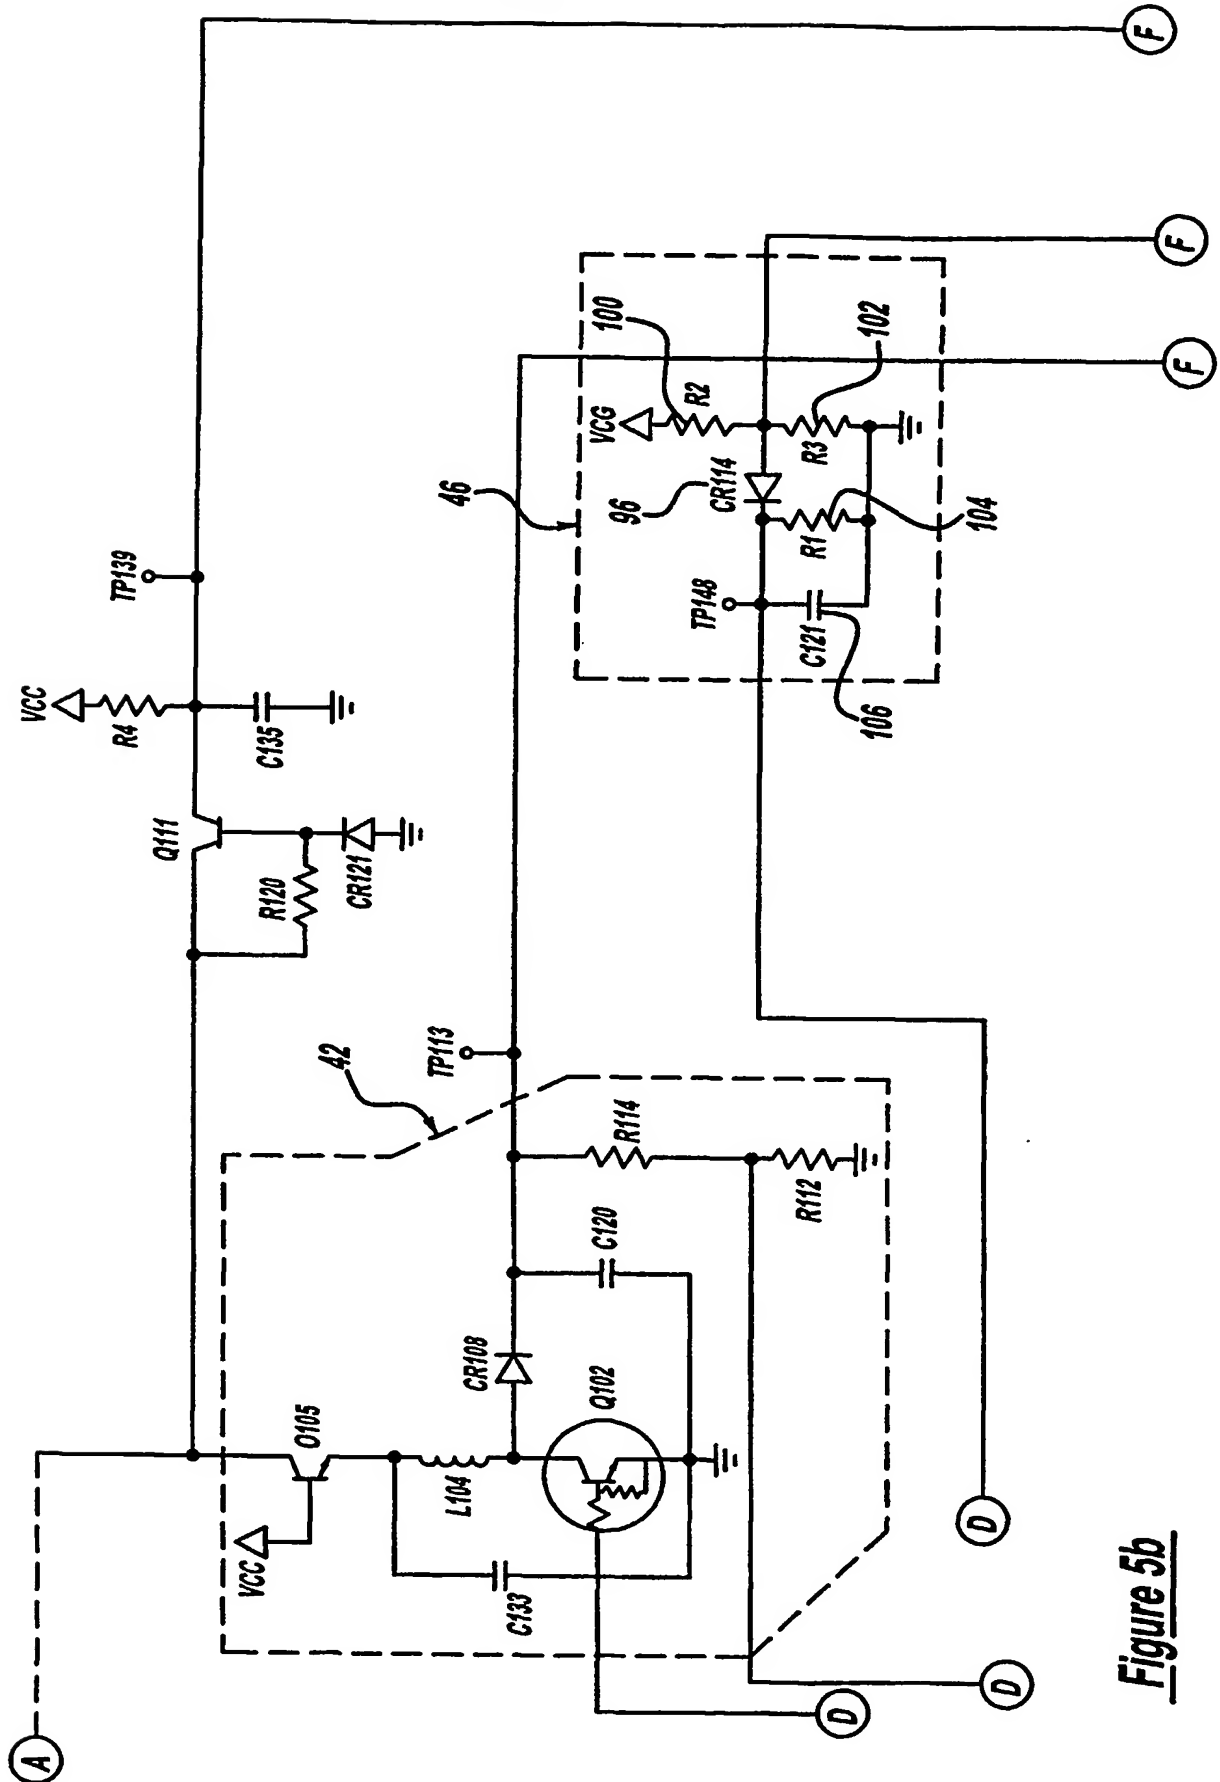 A
VCC
O105
L104
C133
Q102
CR108
C120
R114
R112
42
TP113
R120
CR121
Q111
VCC
R4
C135
TP139
46
TP148
C121
106
96
CR114
R1
104
VCG
100
R2
R3
102
D
D
D
F
F
F
Figure 5b